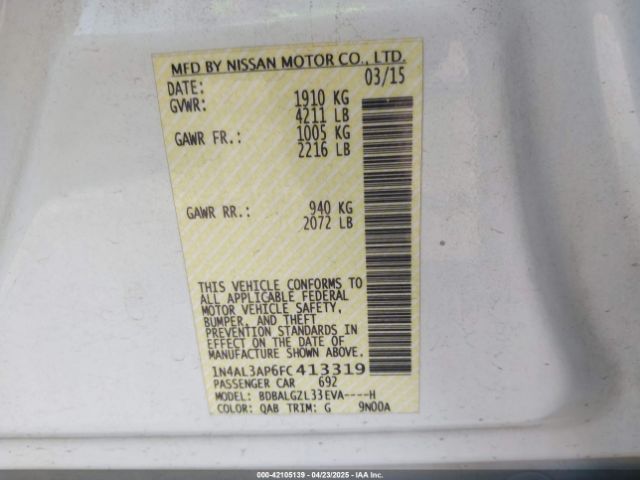 MFD BY NISSAN MOTOR CO., LTD.
DATE: 03/15
GVWR: 1910 KG
4211 LB
GAWR FR.: 1005 KG
2216 LB
GAWR RR.: 940 KG
2072 LB
THIS VEHICLE CONFORMS TO
ALL APPLICABLE FEDERAL
MOTOR VEHICLE SAFETY,
BUMPER, AND THEFT
PREVENTION STANDARDS IN
EFFECT ON THE DATE OF
MANUFACTURE SHOWN ABOVE.
1N4AL3AP6FC413319
PASSENGER CAR 692
MODEL: BDBALGZL33EVA----H
COLOR: QAB TRIM: G 9N00A
000-42105139 - 04/23/2025 - IAAI.com